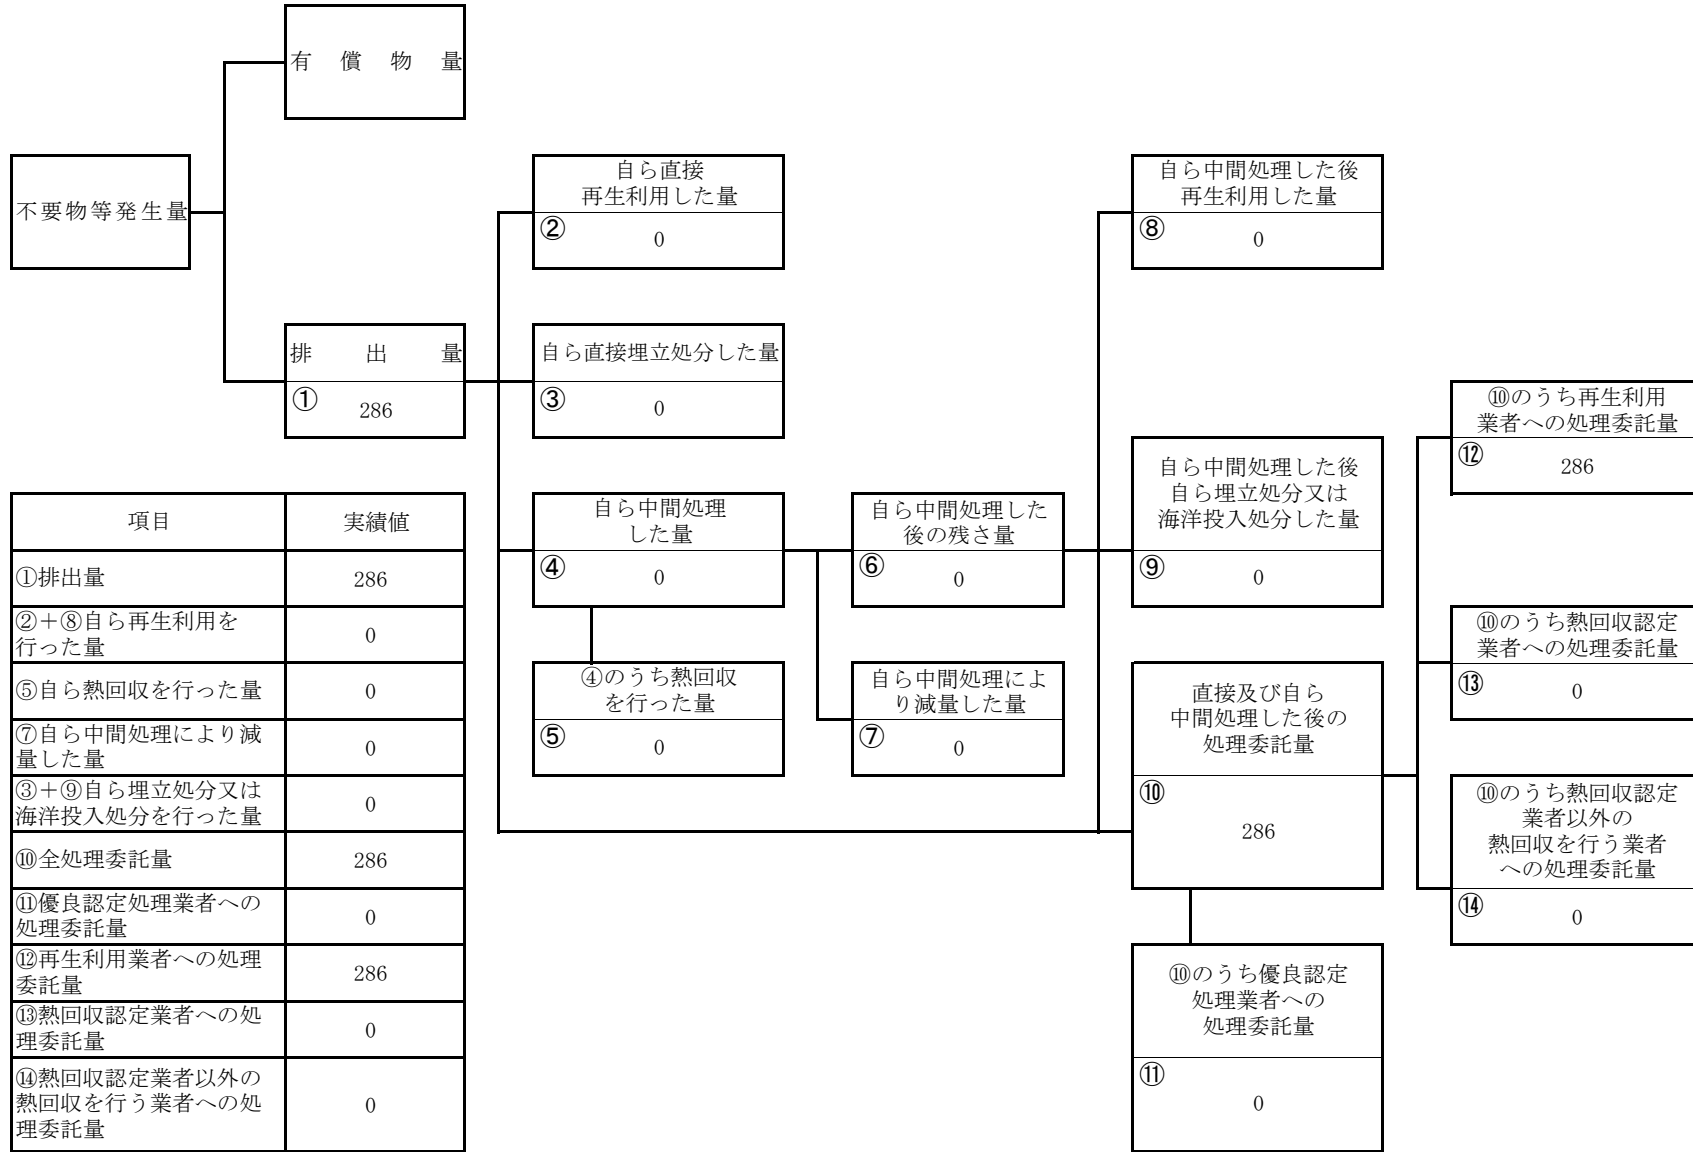 有償物量
不要物等発生量
排出量
①
286
自ら直接
再生利用した量
②
0
自ら直接埋立処分した量
③
0
自ら中間処理
した量
④
0
④のうち熱回収
を行った量
⑤
0
自ら中間処理した
後の残さ量
⑥
0
自ら中間処理によ
り減量した量
⑦
0
自ら中間処理した後
再生利用した量
⑧
0
自ら中間処理した後
自ら埋立処分又は
海洋投入処分した量
⑨
0
直接及び自ら
中間処理した後の
処理委託量
⑩
286
⑩のうち優良認定
処理業者への
処理委託量
⑪
0
⑩のうち再生利用
業者への処理委託量
⑫
286
⑩のうち熱回収認定
業者への処理委託量
⑬
0
⑩のうち熱回収認定
業者以外の
熱回収を行う業者
への処理委託量
⑭
0
項目 実績値
①排出量 286
②＋⑧自ら再生利用を
行った量 0
⑤自ら熱回収を行った量 0
⑦自ら中間処理により減
量した量 0
③＋⑨自ら埋立処分又は
海洋投入処分を行った量 0
⑩全処理委託量 286
⑪優良認定処理業者への
処理委託量 0
⑫再生利用業者への処理
委託量 286
⑬熱回収認定業者への処
理委託量 0
⑭熱回収認定業者以外の
熱回収を行う業者への処
理委託量 0